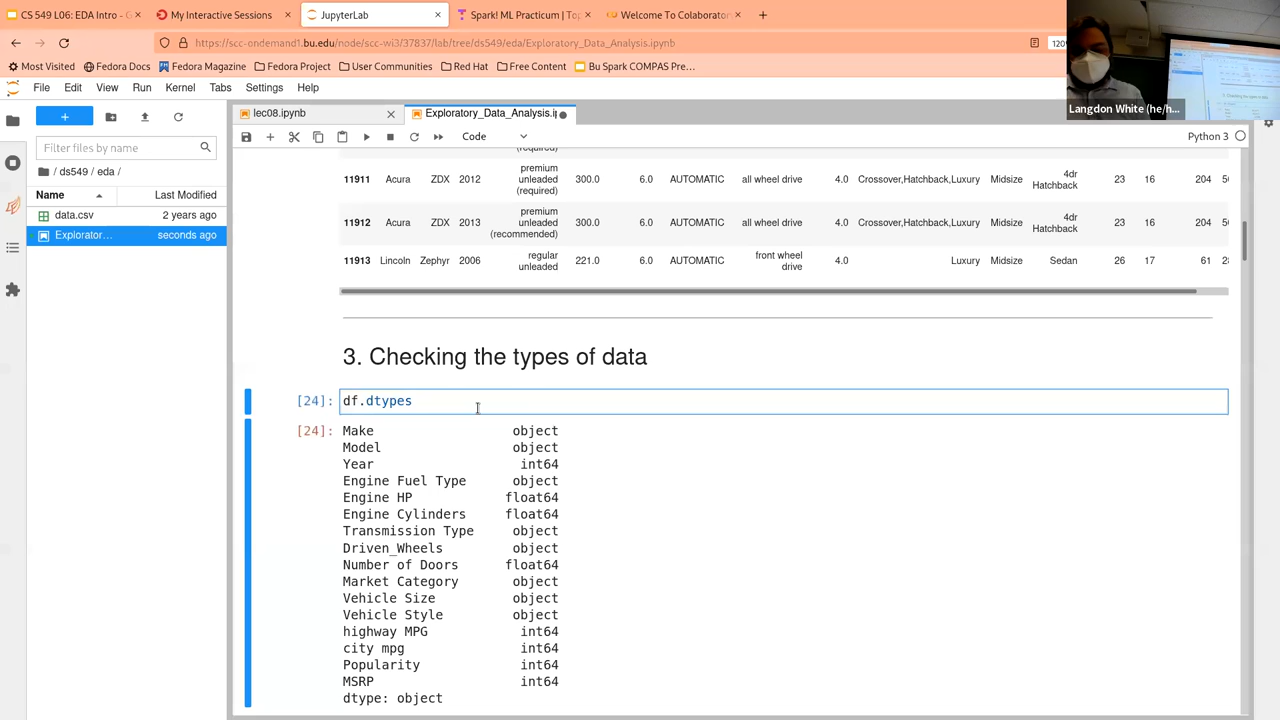 CS 549 L06: EDA Intro - G
My Interactive Sessions
JupyterLab
Spark! ML Practicum | Top
Welcome To Colaborator
https://scc-ondemand1.bu.edu/node/scc-wi3/37837/lab/tree/ds549/eda/Exploratory_Data_Analysis.ipynb
120%
Most Visited
Fedora Docs
Fedora Magazine
Fedora Project
User Communities
Red Hat
Free Content
Bu Spark COMPAS Pre…
Langdon White (he/h...
File Edit View Run Kernel Tabs Settings Help
lec08.ipynb
Exploratory_Data_Analysis.ip
Code
Python 3
Filter files by name
/ ds549 / eda /
Name Last Modified
data.csv 2 years ago
Explorator… seconds ago
(required)
11911 Acura ZDX 2012 premium unleaded (required) 300.0 6.0 AUTOMATIC all wheel drive 4.0 Crossover,Hatchback,Luxury Midsize 4dr Hatchback 23 16 204
11912 Acura ZDX 2013 premium unleaded (recommended) 300.0 6.0 AUTOMATIC all wheel drive 4.0 Crossover,Hatchback,Luxury Midsize 4dr Hatchback 23 16 204
11913 Lincoln Zephyr 2006 regular unleaded 221.0 6.0 AUTOMATIC front wheel drive 4.0 Luxury Midsize Sedan 26 17 61
3. Checking the types of data
[24]: df.dtypes
[24]: Make object
Model object
Year int64
Engine Fuel Type object
Engine HP float64
Engine Cylinders float64
Transmission Type object
Driven_Wheels object
Number of Doors float64
Market Category object
Vehicle Size object
Vehicle Style object
highway MPG int64
city mpg int64
Popularity int64
MSRP int64
dtype: object